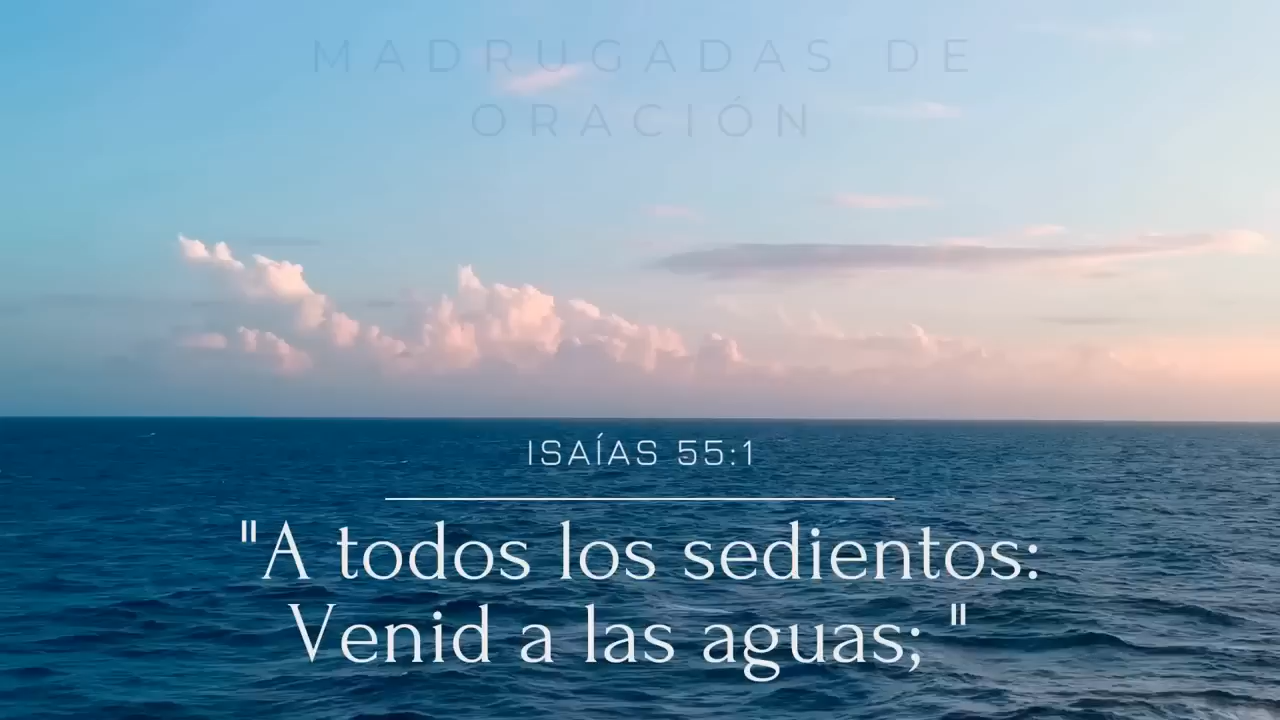 MADRUGADAS DE
ORACIÓN
ISAÍAS 55:1
"A todos los sedientos:
Venid a las aguas; "